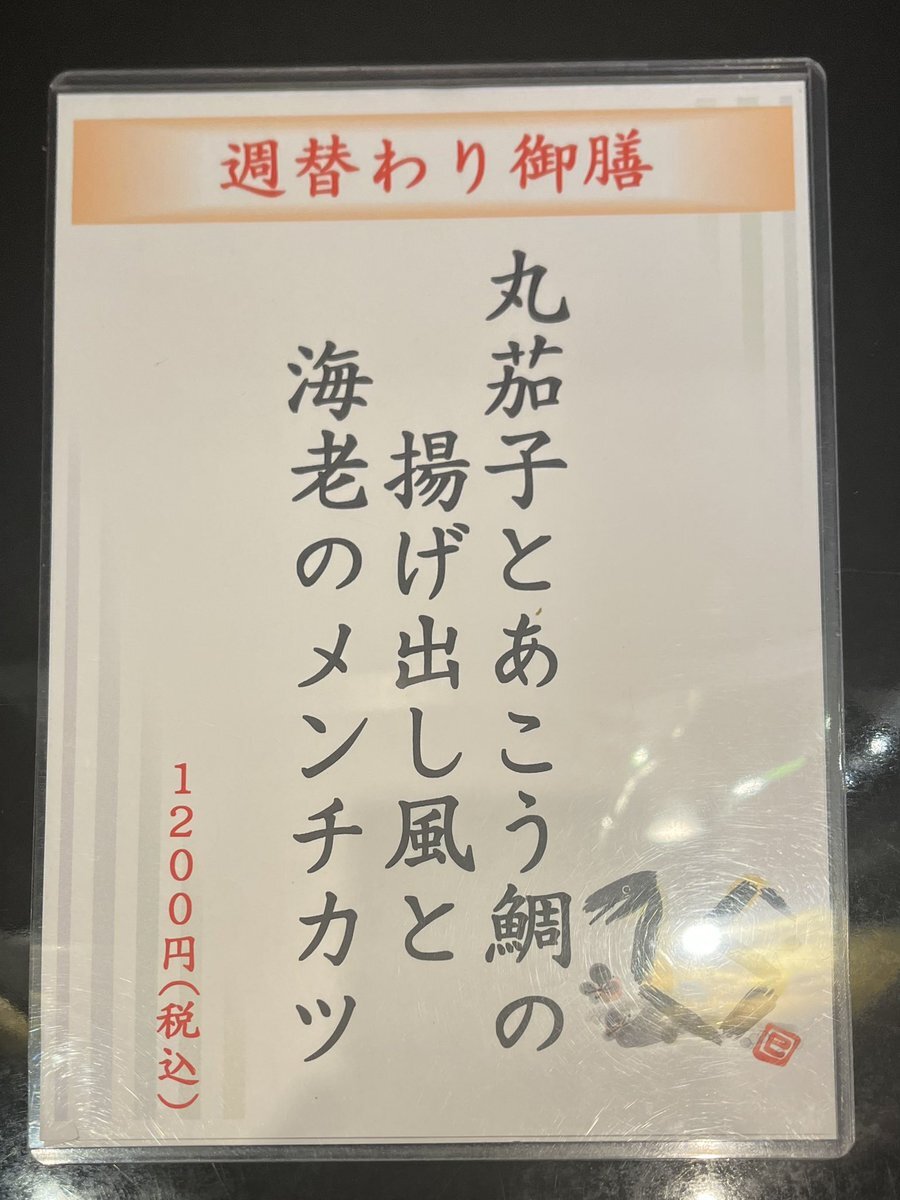 週替わり御膳
丸茄子とあこう鯛の
揚げ出し風と
海老のメンチカツ
1200円(税込)